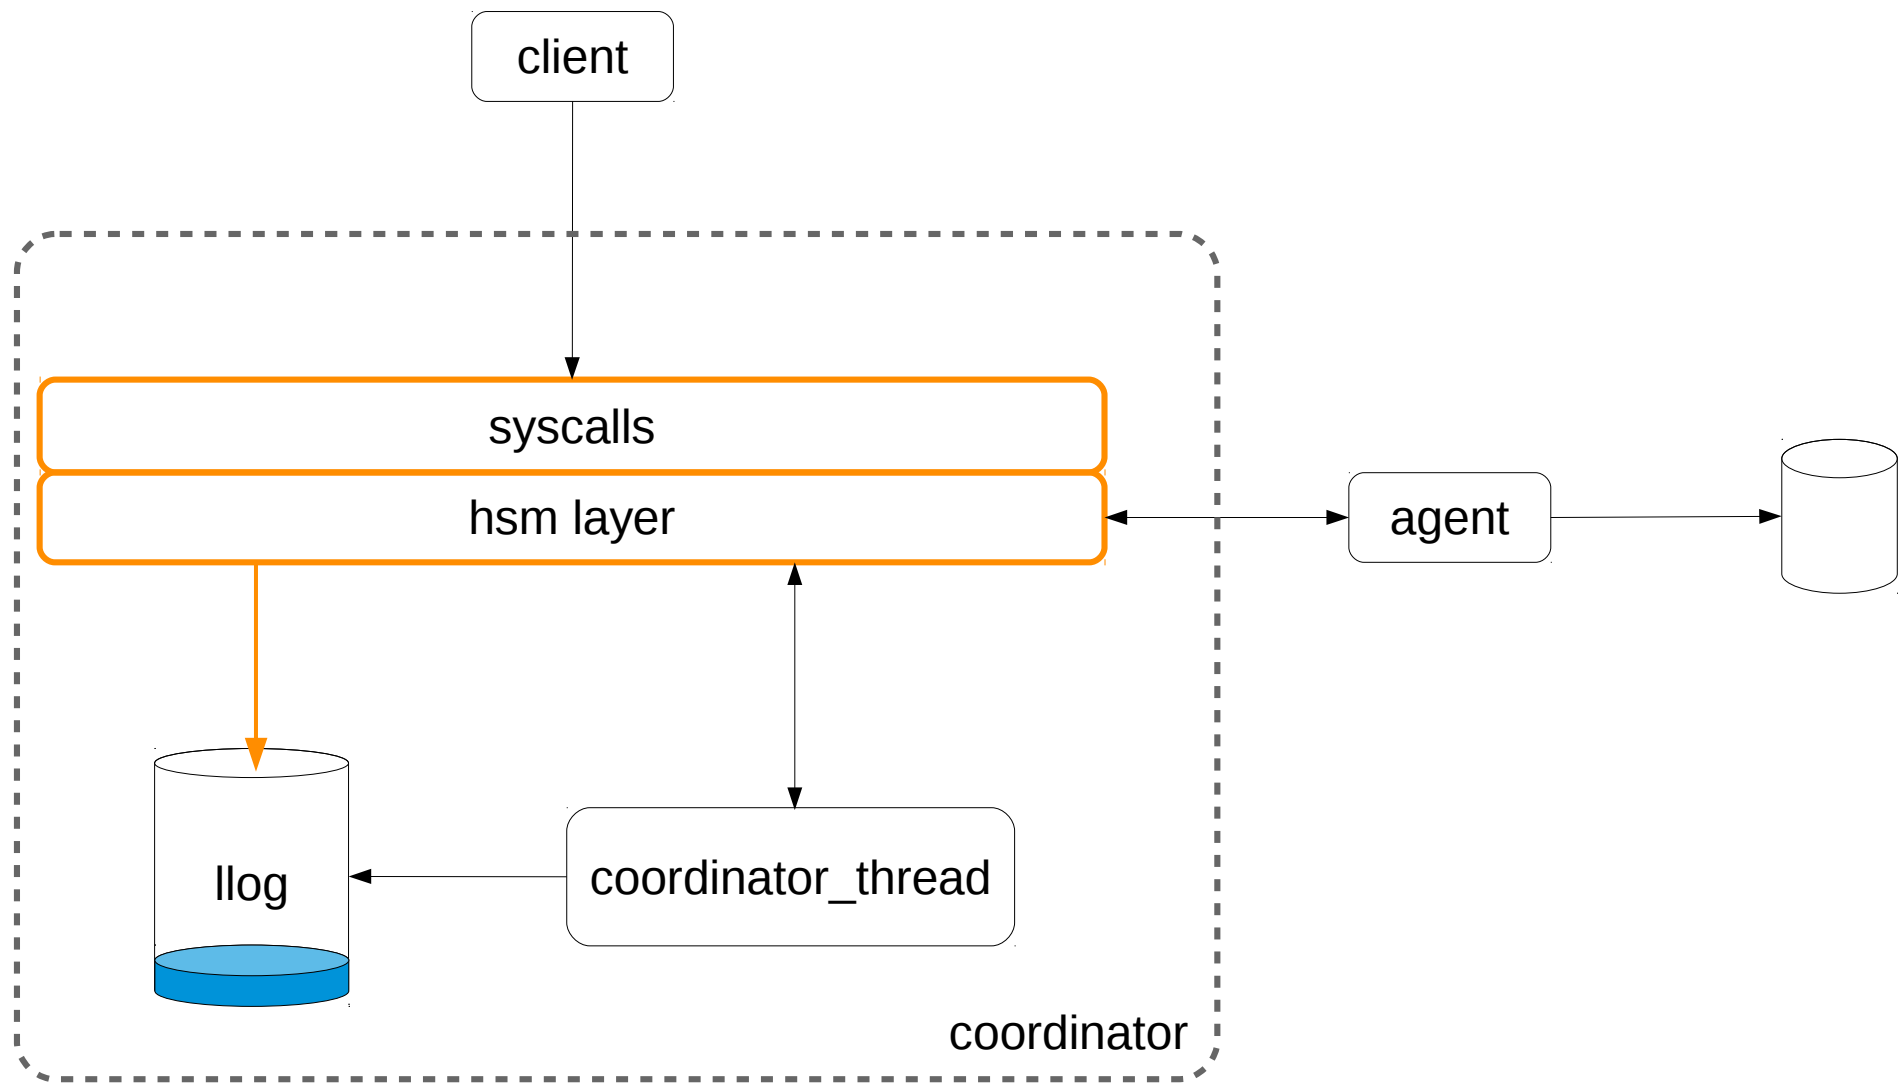 client
syscalls
hsm layer
agent
llog
coordinator_thread
coordinator